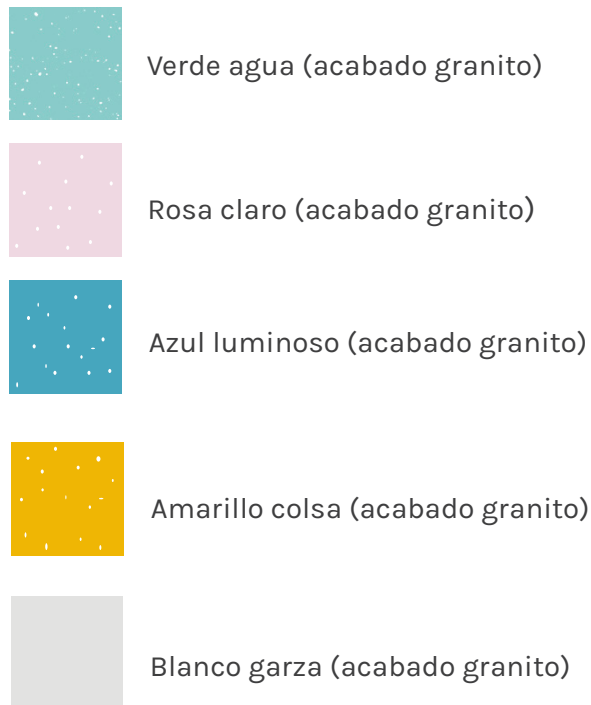 Verde agua (acabado granito)
Rosa claro (acabado granito)
Azul luminoso (acabado granito)
Amarillo colsa (acabado granito)
Blanco garza (acabado granito)